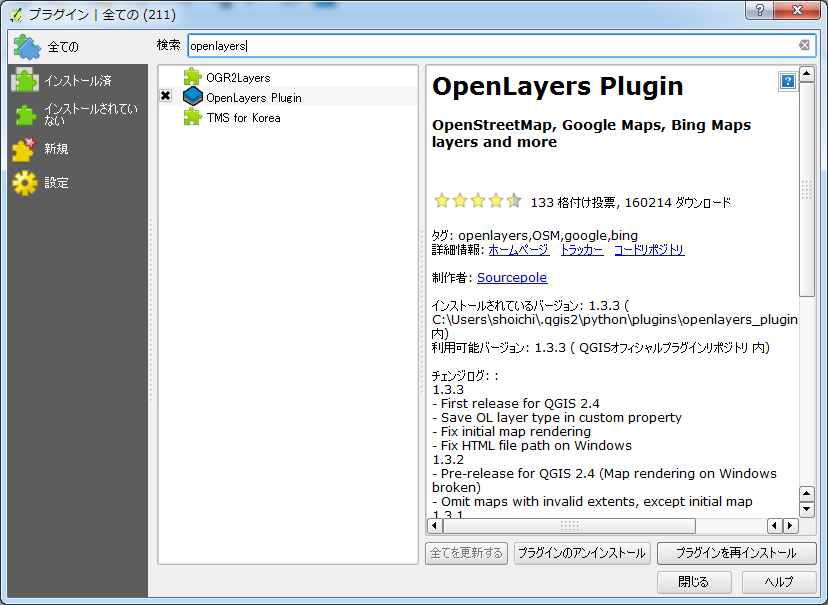 プラグイン | 全ての (211)
全ての
インストール済
インストールされてい
ない
新規
設定
検索
openlayers
OGR2Layers
OpenLayers Plugin
TMS for Korea
OpenLayers Plugin
OpenStreetMap, Google Maps, Bing Maps
layers and more
133 格付け投票, 160214 ダウンロード
タグ: openlayers,OSM,google,bing
詳細情報: ホームページ トラッカー コードリポジトリ
制作者: Sourcepole
インストールされているバージョン: 1.3.3 (
C:\Users\shoichi\.qgis2\python\plugins\openlayers_plugin
内)
利用可能バージョン: 1.3.3 ( QGISオフィシャルプラグインリポジトリ 内)
チェンジログ: :
1.3.3
- First release for QGIS 2.4
- Save OL layer type in custom property
- Fix initial map rendering
- Fix HTML file path on Windows
1.3.2
- Pre-release for QGIS 2.4 (Map rendering on Windows
broken)
- Omit maps with invalid extents, except initial map
1.3.1
全てを更新する
プラグインのアンインストール
プラグインを再インストール
閉じる
ヘルプ